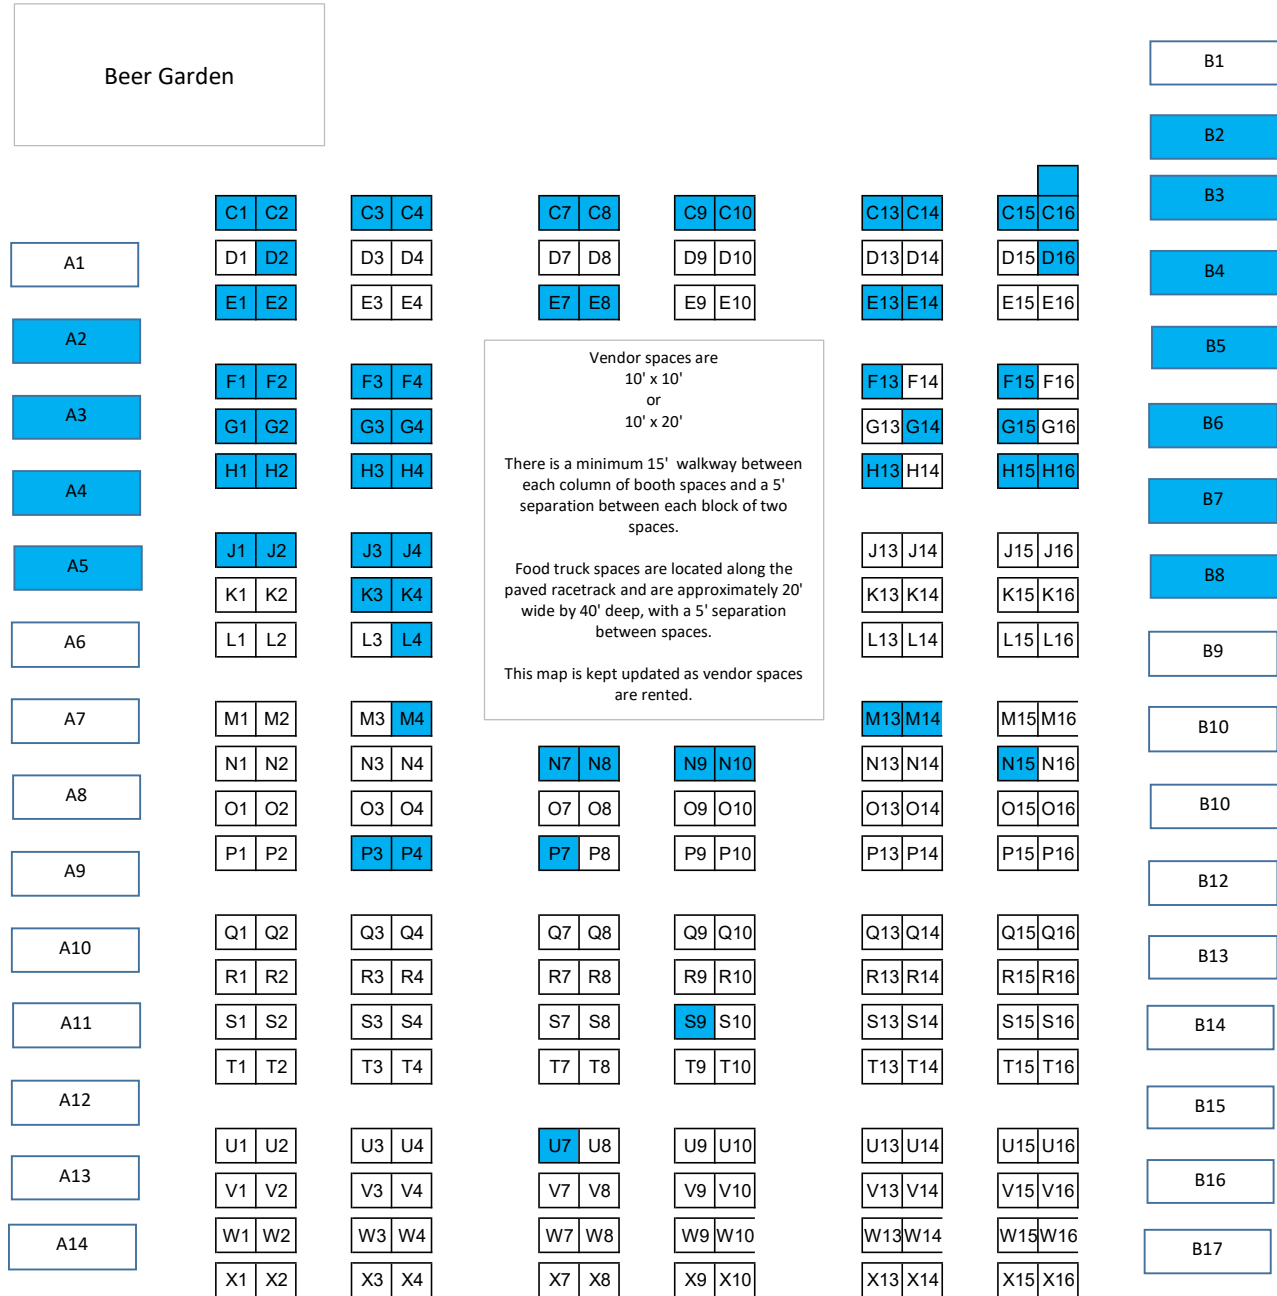 Beer Garden
B1
B2
B3
C1 C2 C3 C4 C7 C8 C9 C10 C13 C14 C15 C16
A1 D1 D2 D3 D4 D7 D8 D9 D10 D13 D14 D15 D16 B4
E1 E2 E3 E4 E7 E8 E9 E10 E13 E14 E15 E16
A2 B5
Vendor spaces are
10' x 10'
or
10' x 20'
There is a minimum 15' walkway between
each column of booth spaces and a 5'
separation between each block of two
spaces.
Food truck spaces are located along the
paved racetrack and are approximately 20'
wide by 40' deep, with a 5' separation
between spaces.
This map is kept updated as vendor spaces
are rented.
F1 F2 F3 F4 F13 F14 F15 F16
A3 G1 G2 G3 G4 G13 G14 G15 G16 B6
H1 H2 H3 H4 H13 H14 H15 H16
A4 B7
J1 J2 J3 J4 J13 J14 J15 J16
A5 B8
K1 K2 K3 K4 K13 K14 K15 K16
A6 L1 L2 L3 L4 L13 L14 L15 L16 B9
A7 M1 M2 M3 M4 M13 M14 M15 M16 B10
N1 N2 N3 N4 N7 N8 N9 N10 N13 N14 N15 N16
A8 O1 O2 O3 O4 O7 O8 O9 O10 O13 O14 O15 O16 B10
P1 P2 P3 P4 P7 P8 P9 P10 P13 P14 P15 P16
A9 B12
Q1 Q2 Q3 Q4 Q7 Q8 Q9 Q10 Q13 Q14 Q15 Q16
A10 B13
R1 R2 R3 R4 R7 R8 R9 R10 R13 R14 R15 R16
A11 S1 S2 S3 S4 S7 S8 S9 S10 S13 S14 S15 S16 B14
T1 T2 T3 T4 T7 T8 T9 T10 T13 T14 T15 T16
A12 B15
U1 U2 U3 U4 U7 U8 U9 U10 U13 U14 U15 U16
A13 B16
V1 V2 V3 V4 V7 V8 V9 V10 V13 V14 V15 V16
W1 W2 W3 W4 W7 W8 W9 W10 W13 W14 W15 W16
A14 B17
X1 X2 X3 X4 X7 X8 X9 X10 X13 X14 X15 X16